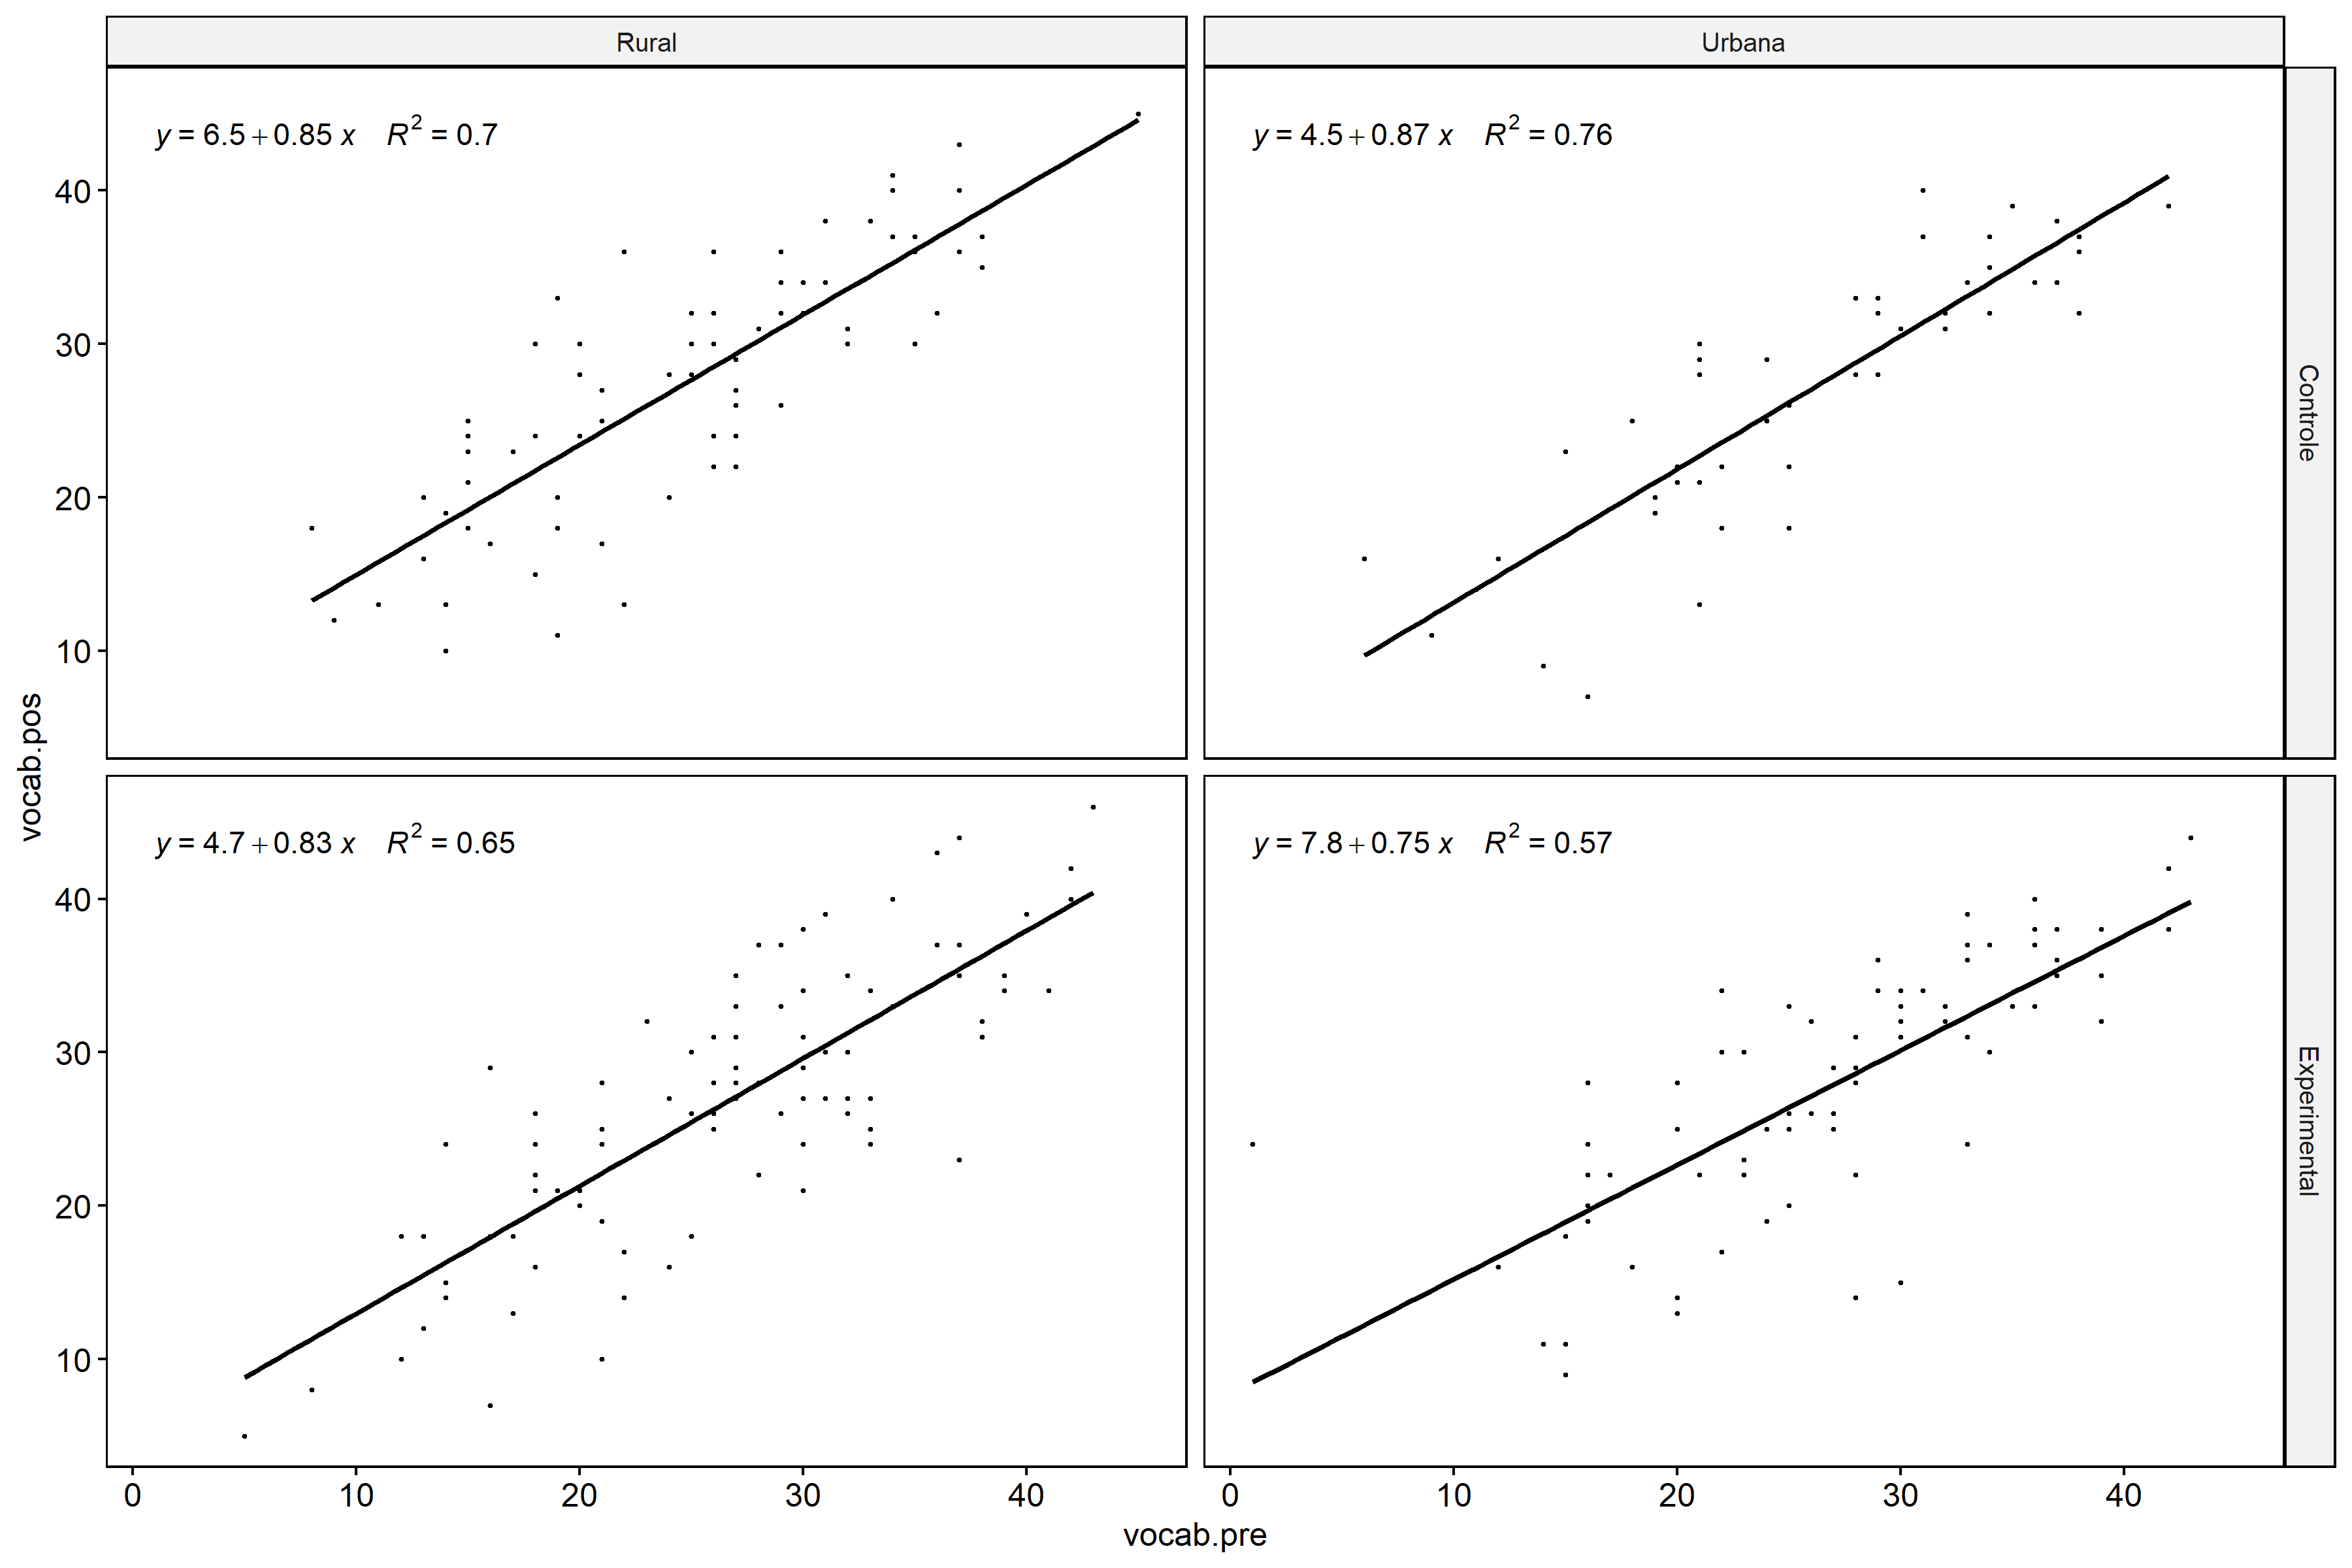 Rural
Urbana
y = 6.5 + 0.85 x R² = 0.7
y = 4.5 + 0.87 x R² = 0.76
Controle
40
30
20
10
vocab.pos
y = 4.7 + 0.83 x R² = 0.65
y = 7.8 + 0.75 x R² = 0.57
Experimental
40
30
20
10
0 10 20 30 40
0 10 20 30 40
vocab.pre